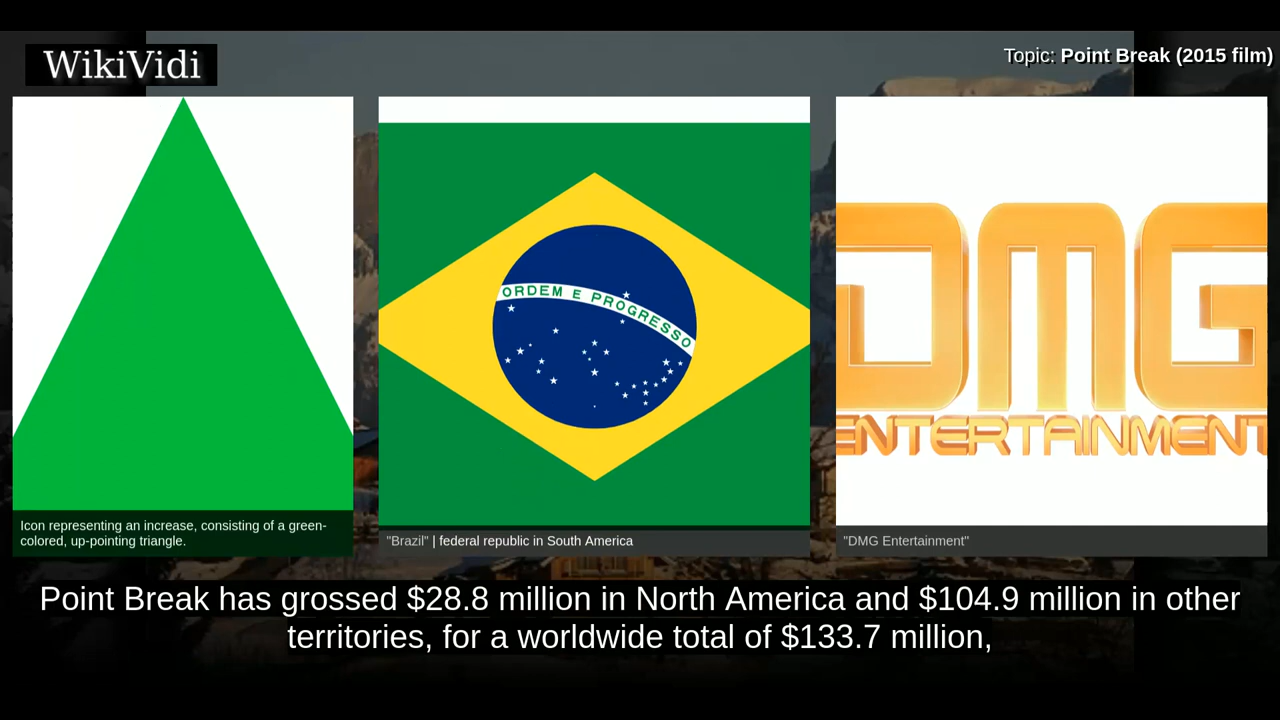 WikiVidi
Topic: Point Break (2015 film)
ORDEM E PROGRESSO
DMG
ENTERTAINMENT
Icon representing an increase, consisting of a green-
colored, up-pointing triangle.
"Brazil" | federal republic in South America
"DMG Entertainment"
Point Break has grossed $28.8 million in North America and $104.9 million in other
territories, for a worldwide total of $133.7 million,